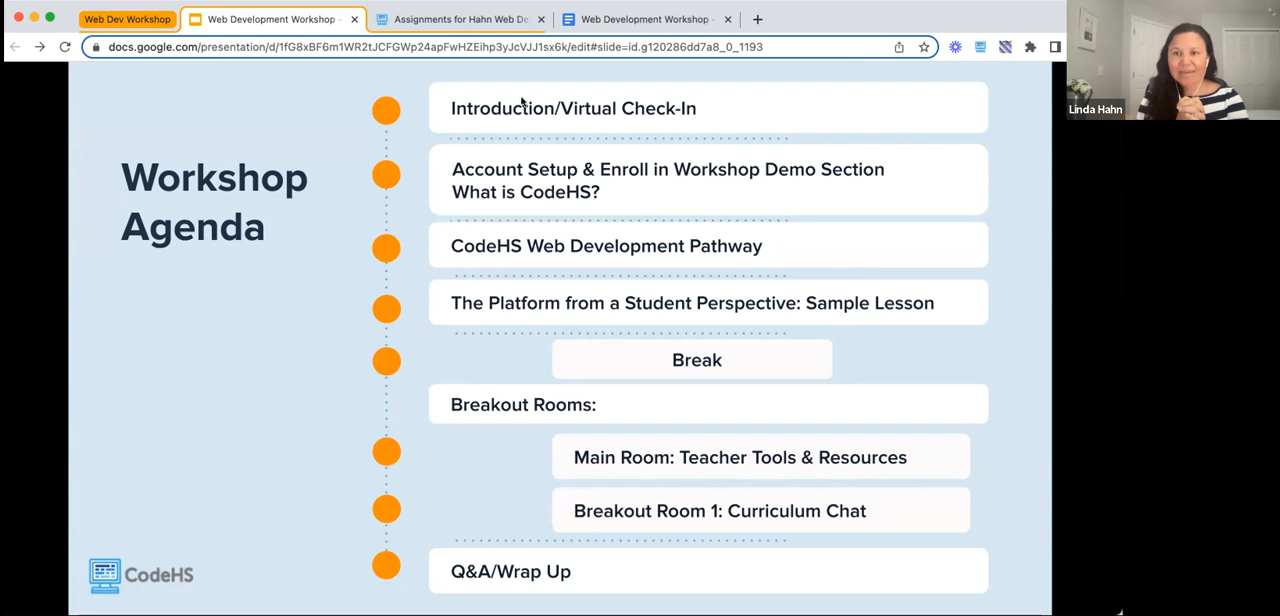 Web Dev Workshop
Web Development Workshop -
Assignments for Hahn Web De
Web Development Workshop -
docs.google.com/presentation/d/1fG8xBF6m1WR2tJCFGWp24apFwHZEihp3yJcVJJ1sx6k/edit#slide=id.g120286dd7a8_0_1193
Linda Hahn
Workshop
Agenda
Introduction/Virtual Check-In
Account Setup & Enroll in Workshop Demo Section
What is CodeHS?
CodeHS Web Development Pathway
The Platform from a Student Perspective: Sample Lesson
Break
Breakout Rooms:
Main Room: Teacher Tools & Resources
Breakout Room 1: Curriculum Chat
Q&A/Wrap Up
CodeHS